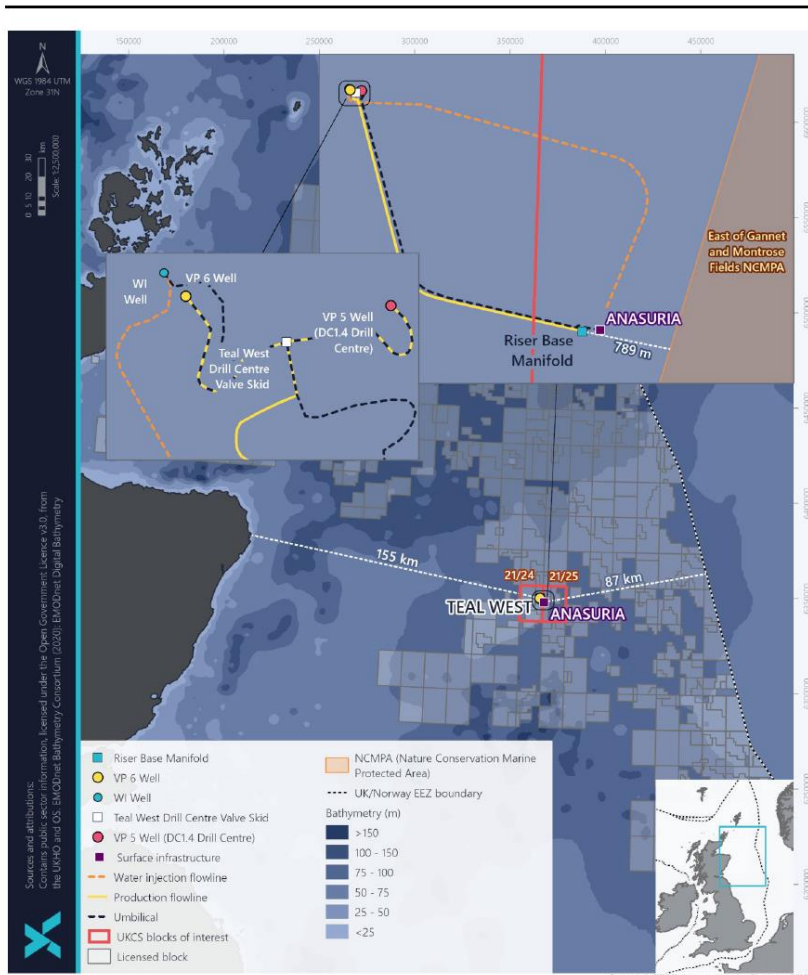 N
WGS 1984 UTM
Zone 31N
0 5 10 20 30
km
Scale: 1:2,500,000
Sources and attributions:
Contains public sector information, licensed under the Open Government Licence v3.0, from
the UKHO and OS. EMODnet Bathymetry Consortium (2020): EMODnet Digital Bathymetry
150000
200000
250000
300000
350000
400000
450000
6450000
6400000
6350000
East of Gannet
and Montrose
Fields NCMPA
ANASURIA
Riser Base
Manifold
789 m
WI
Well
VP 6 Well
VP 5 Well
(DC1.4 Drill
Centre)
Teal West
Drill Centre
Valve Skid
155 km
21/24
21/25
87 km
TEAL WEST
ANASURIA
Riser Base Manifold
VP 6 Well
WI Well
Teal West Drill Centre Valve Skid
VP 5 Well (DC1.4 Drill Centre)
Surface infrastructure
Water injection flowline
Production flowline
Umbilical
UKCS blocks of interest
Licensed block
NCMPA (Nature Conservation Marine
Protected Area)
UK/Norway EEZ boundary
Bathymetry (m)
>150
100 - 150
75 - 100
50 - 75
25 - 50
<25